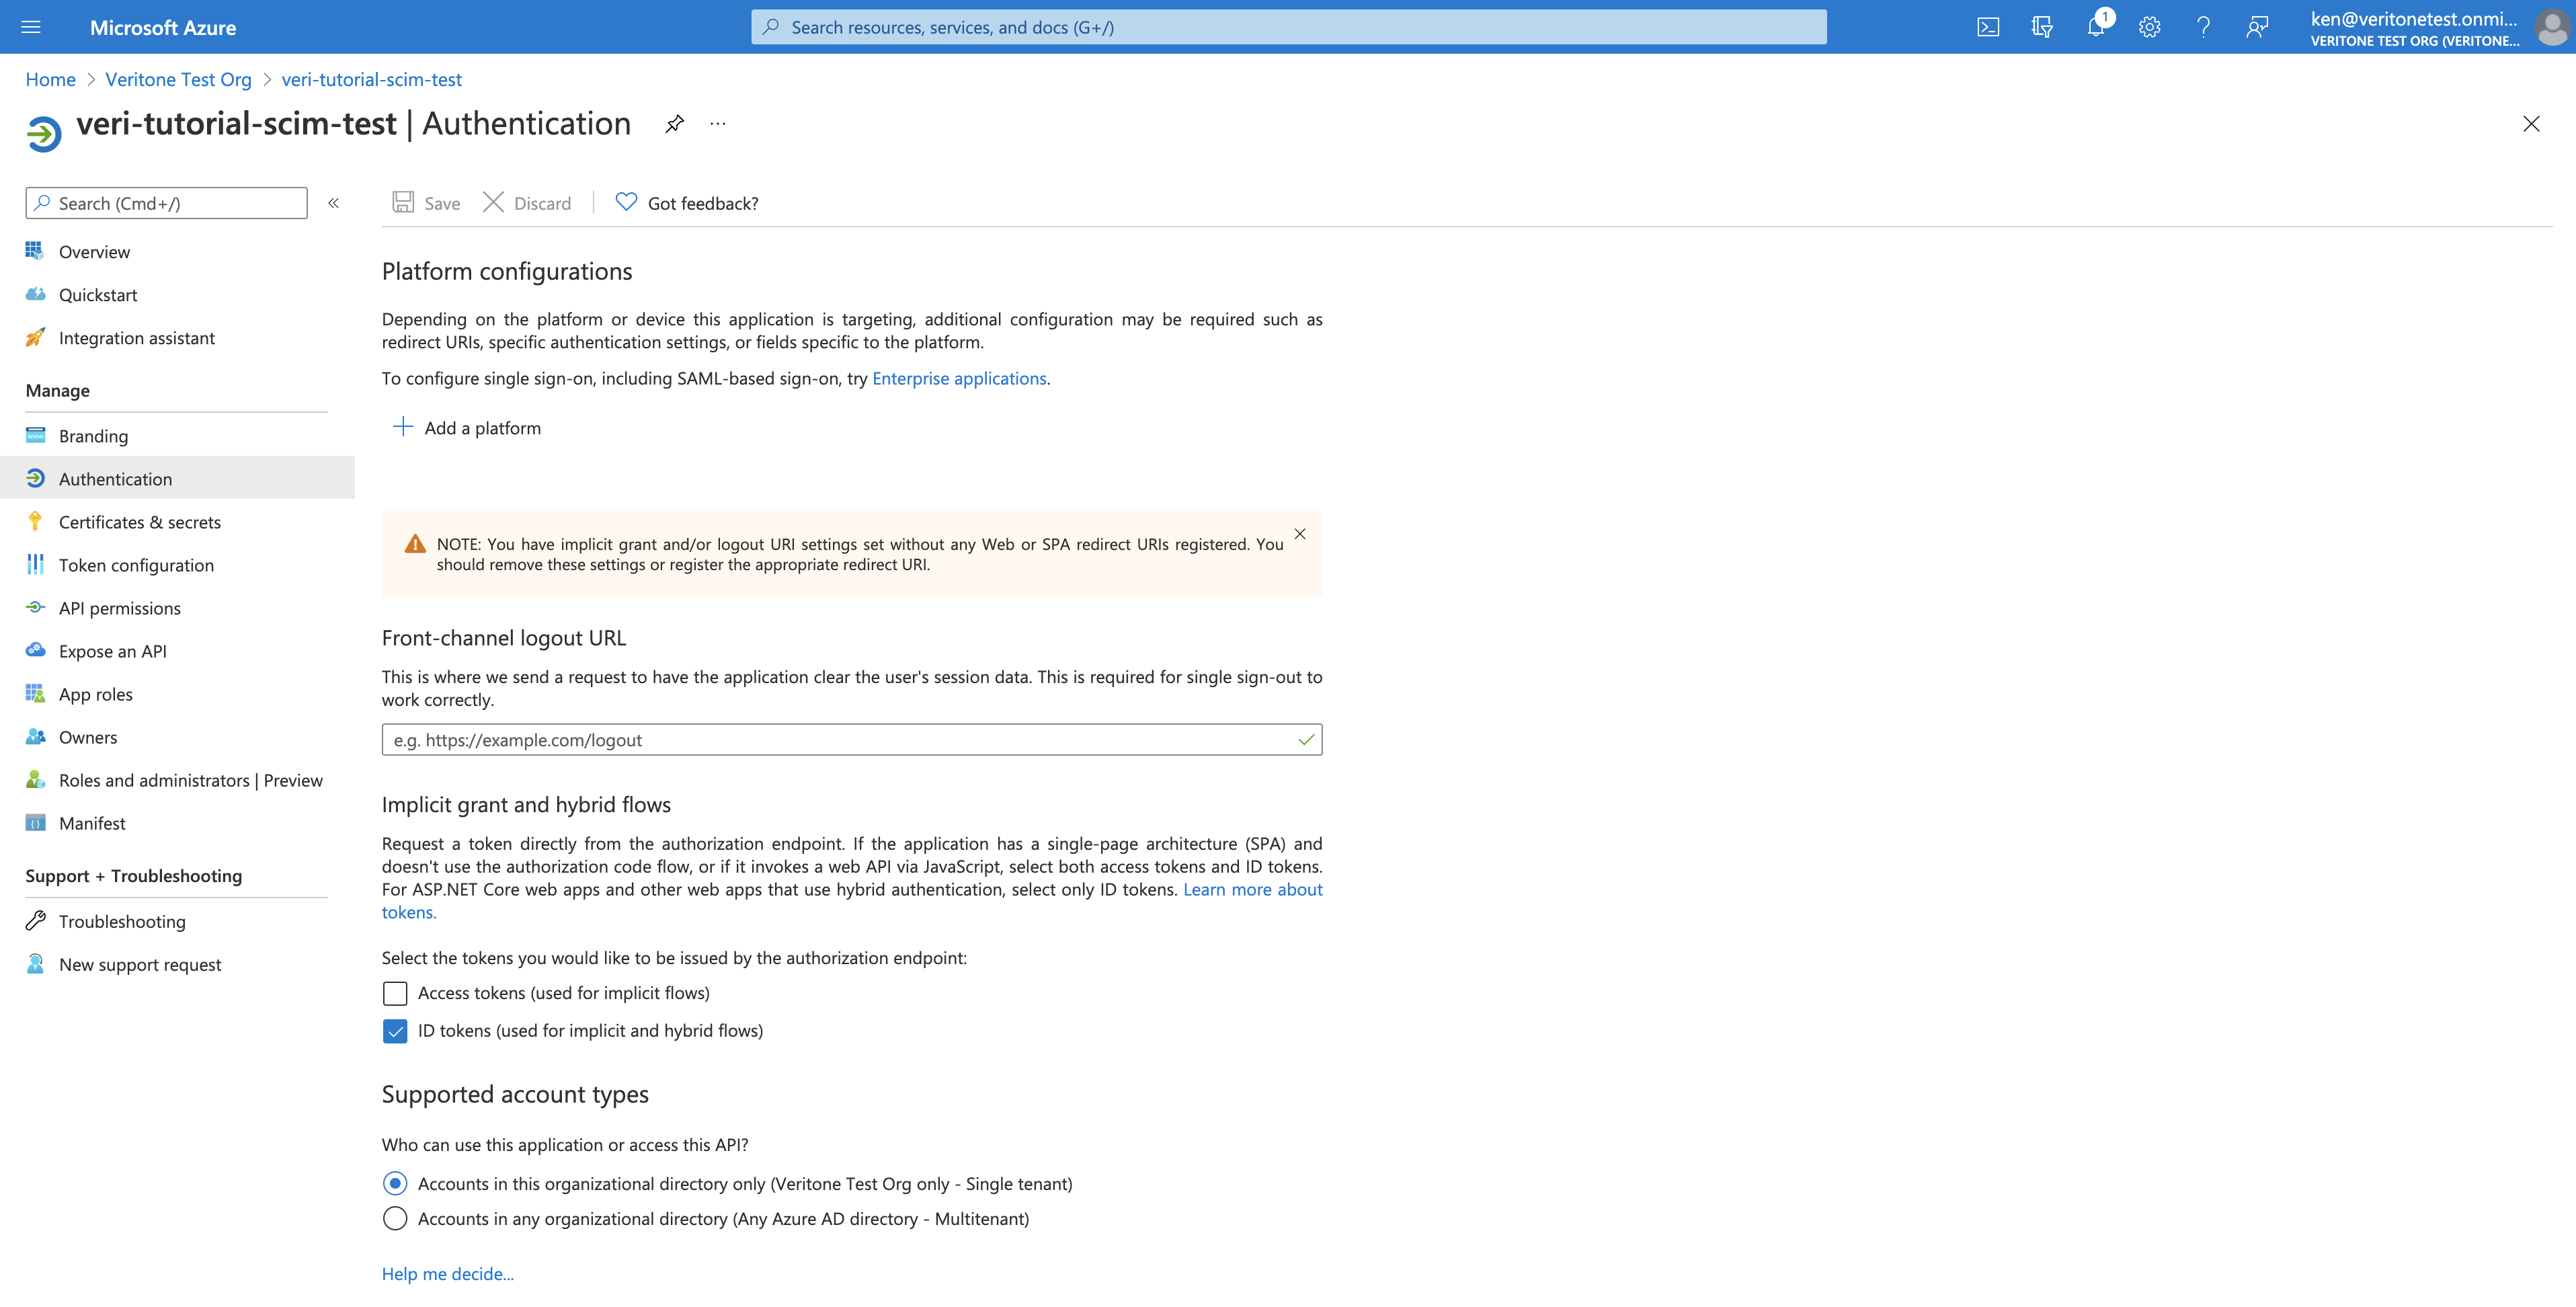 Microsoft Azure
Search resources, services, and docs (G+/)
1
ken@veritonetest.onmi...
VERITONE TEST ORG (VERITONE...
Home > Veritone Test Org > veri-tutorial-scim-test
veri-tutorial-scim-test | Authentication
Search (Cmd+/)
Overview
Quickstart
Integration assistant
Manage
Branding
Authentication
Certificates & secrets
Token configuration
API permissions
Expose an API
App roles
Owners
Roles and administrators | Preview
Manifest
Support + Troubleshooting
Troubleshooting
New support request
Save
Discard
Got feedback?
Platform configurations
Depending on the platform or device this application is targeting, additional configuration may be required such as
redirect URIs, specific authentication settings, or fields specific to the platform.
To configure single sign-on, including SAML-based sign-on, try Enterprise applications.
Add a platform
NOTE: You have implicit grant and/or logout URI settings set without any Web or SPA redirect URIs registered. You
should remove these settings or register the appropriate redirect URI.
Front-channel logout URL
This is where we send a request to have the application clear the user's session data. This is required for single sign-out to
work correctly.
e.g. https://example.com/logout
Implicit grant and hybrid flows
Request a token directly from the authorization endpoint. If the application has a single-page architecture (SPA) and
doesn't use the authorization code flow, or if it invokes a web API via JavaScript, select both access tokens and ID tokens.
For ASP.NET Core web apps and other web apps that use hybrid authentication, select only ID tokens. Learn more about
tokens.
Select the tokens you would like to be issued by the authorization endpoint:
Access tokens (used for implicit flows)
ID tokens (used for implicit and hybrid flows)
Supported account types
Who can use this application or access this API?
Accounts in this organizational directory only (Veritone Test Org only - Single tenant)
Accounts in any organizational directory (Any Azure AD directory - Multitenant)
Help me decide...